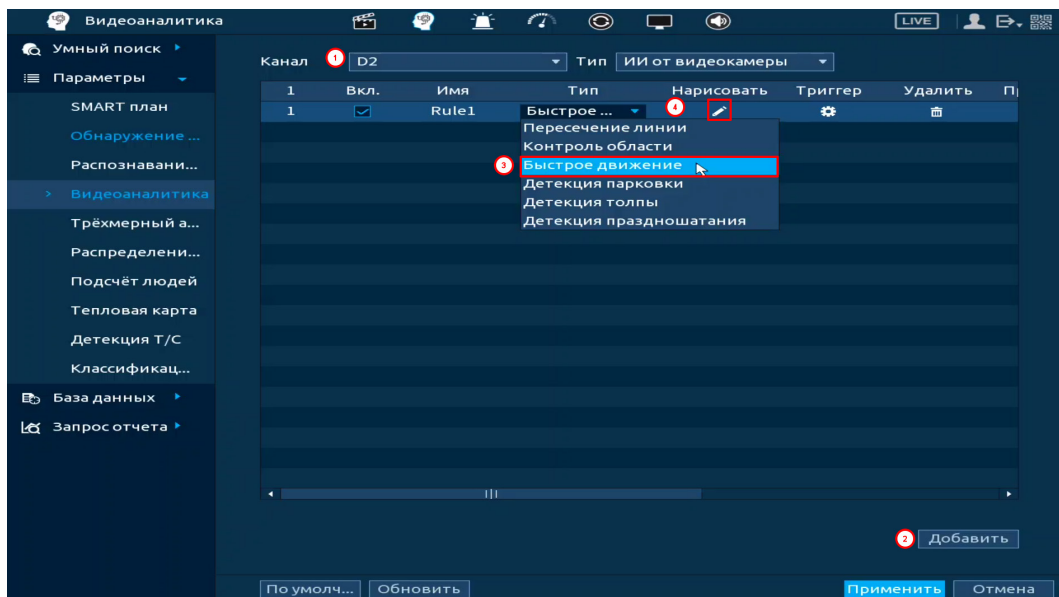 Видеоаналитика
LIVE
Умный поиск
Параметры
SMART план
Обнаружение ...
Распознавани...
Видеоаналитика
Трёхмерный а...
Распределени...
Подсчёт людей
Тепловая карта
Детекция Т/С
Классификац...
База данных
Запрос отчета
Канал 1 D2 Тип ИИ от видеокамеры
1 Вкл. Имя Тип Нарисовать Триггер Удалить П
1 Rule1 Быстрое ... 4
Пересечение линии
Контроль области
3 Быстрое движение
Детекция парковки
Детекция толпы
Детекция праздношатания
2 Добавить
По умолч... Обновить Применить Отмена